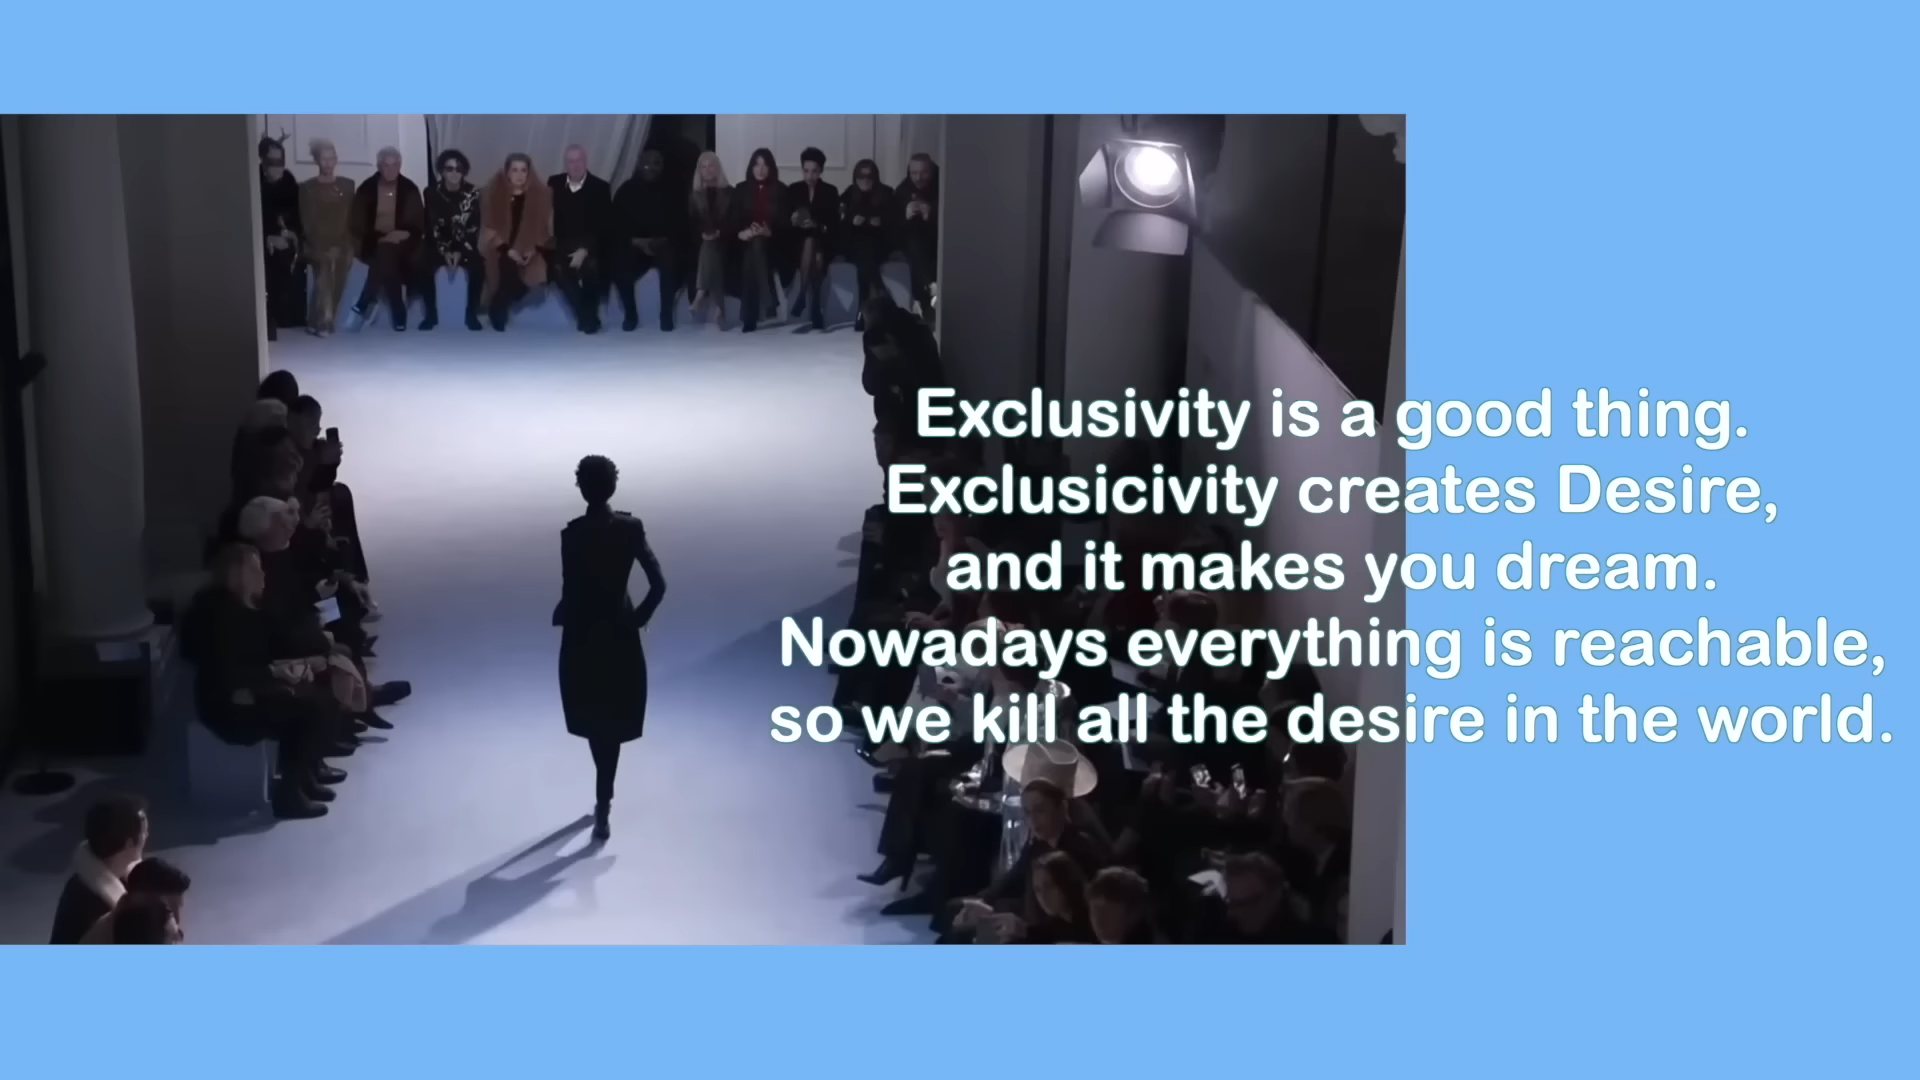 Exclusivity is a good thing.
Exclusicivity creates Desire,
and it makes you dream.
Nowadays everything is reachable,
so we kill all the desire in the world.